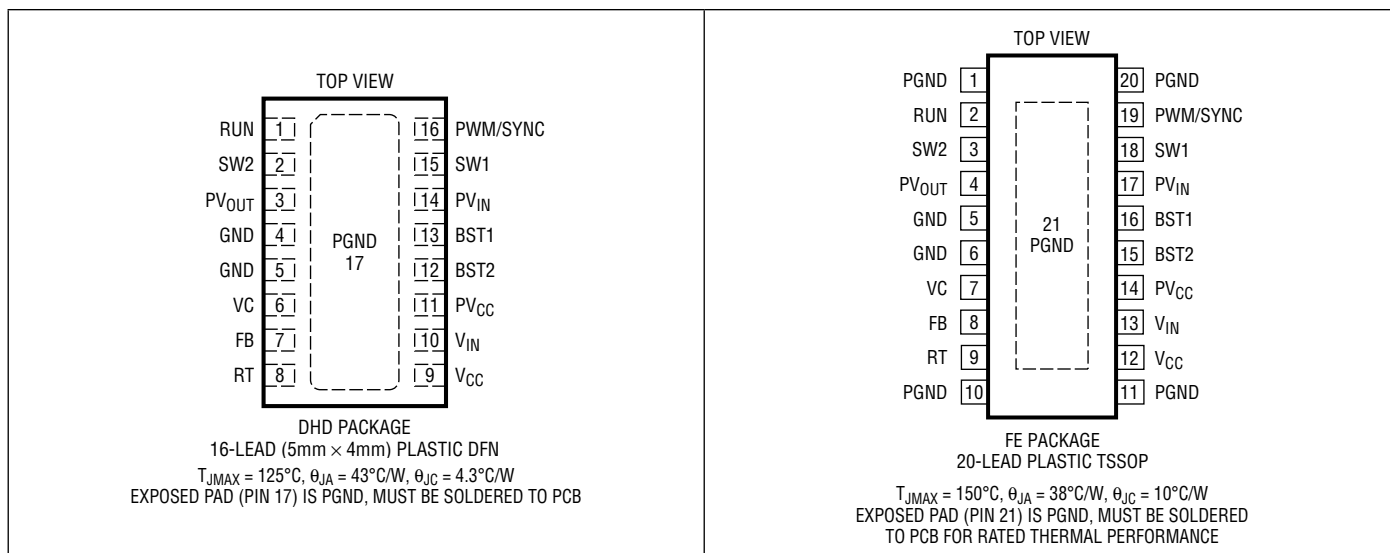 TOP VIEW
RUN 1 16 PWM/SYNC
SW2 2 15 SW1
PVOUT 3 14 PVIN
GND 4 13 BST1
GND 5 12 BST2
VC 6 11 PVCC
FB 7 10 VIN
RT 8 9 VCC
PGND
17
DHD PACKAGE
16-LEAD (5mm × 4mm) PLASTIC DFN
TJMAX = 125°C, θJA = 43°C/W, θJC = 4.3°C/W
EXPOSED PAD (PIN 17) IS PGND, MUST BE SOLDERED TO PCB
TOP VIEW
PGND 1 20 PGND
RUN 2 19 PWM/SYNC
SW2 3 18 SW1
PVOUT 4 17 PVIN
GND 5 16 BST1
GND 6 15 BST2
VC 7 14 PVCC
FB 8 13 VIN
RT 9 12 VCC
PGND 10 11 PGND
21
PGND
FE PACKAGE
20-LEAD PLASTIC TSSOP
TJMAX = 150°C, θJA = 38°C/W, θJC = 10°C/W
EXPOSED PAD (PIN 21) IS PGND, MUST BE SOLDERED
TO PCB FOR RATED THERMAL PERFORMANCE